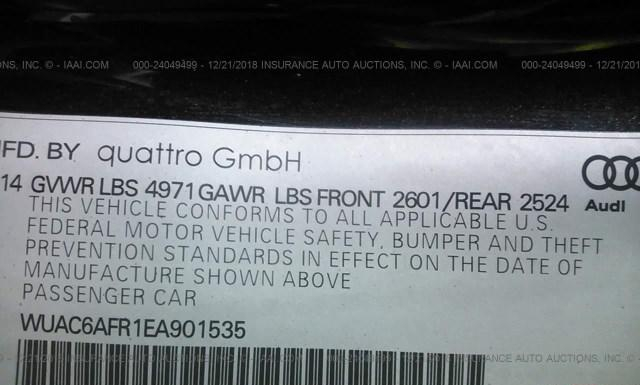 NS, INC. © - IAAI.COM 000-24049499 - 12/21/2018 INSURANCE AUTO AUCTIONS, INC. © - IAAI.COM 000-24049499 - 12/21/20
MFD. BY quattro GmbH
14 GVWR LBS 4971 GAWR LBS FRONT 2601/REAR 2524
Audi
THIS VEHICLE CONFORMS TO ALL APPLICABLE U.S.
FEDERAL MOTOR VEHICLE SAFETY, BUMPER AND THEFT
PREVENTION STANDARDS IN EFFECT ON THE DATE OF
MANUFACTURE SHOWN ABOVE
PASSENGER CAR
WUAC6AFR1EA901535